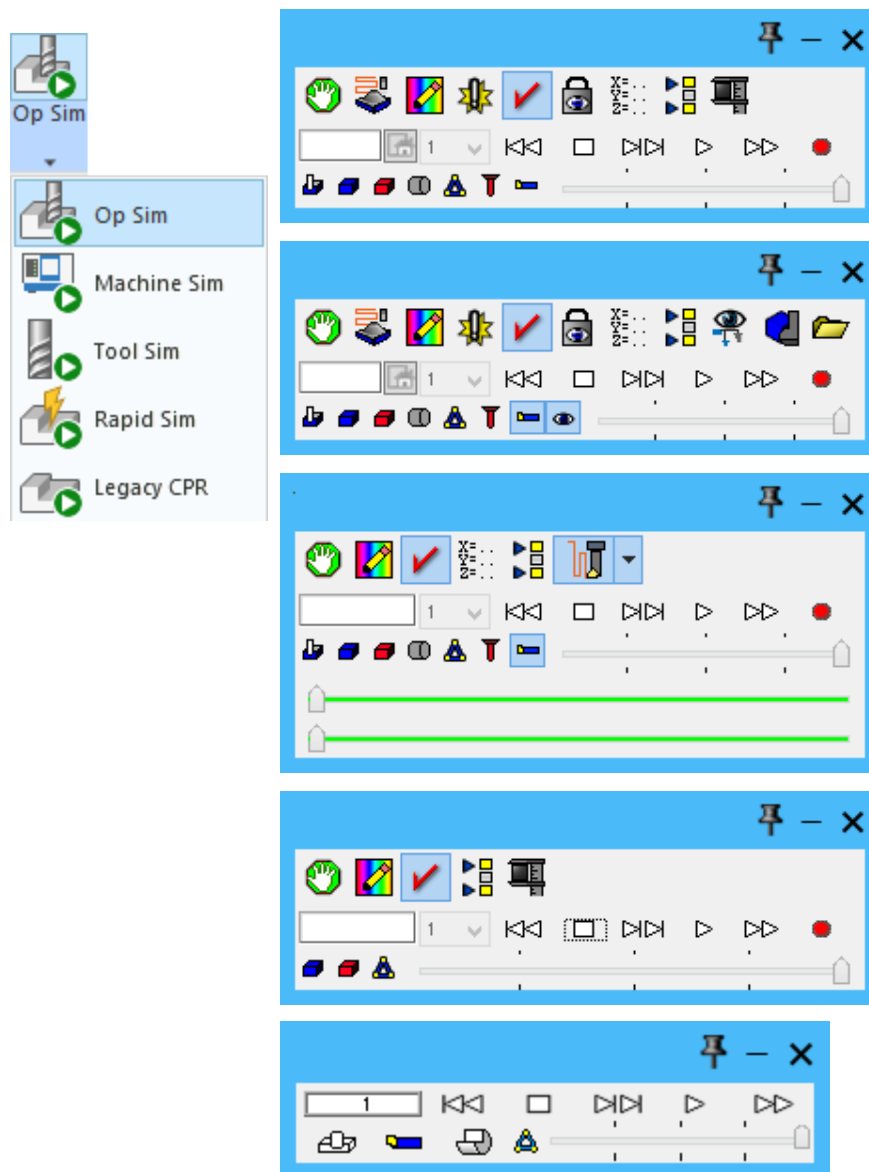 Op Sim
Op Sim
Machine Sim
Tool Sim
Rapid Sim
Legacy CPR
X= . .
Y= . .
Z= . .
1
X= . .
Y= . .
Z= . .
1
X= . .
Y= . .
Z= . .
1
1
1